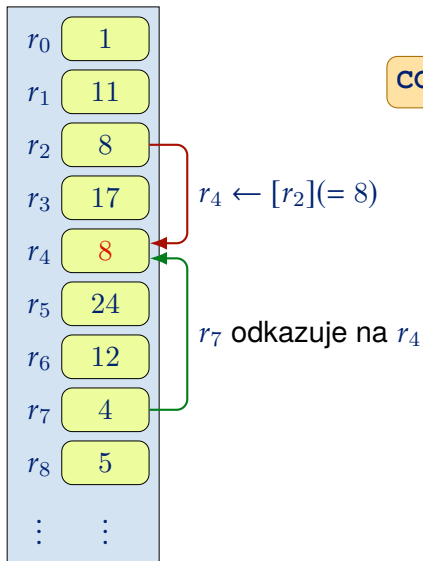 r₀ 1
r₁ 11
CO
r₂ 8
r₃ 17
r₄ ← [r₂](= 8)
r₄ 8
r₅ 24
r₇ odkazuje na r₄
r₆ 12
r₇ 4
r₈ 5
⋮ ⋮